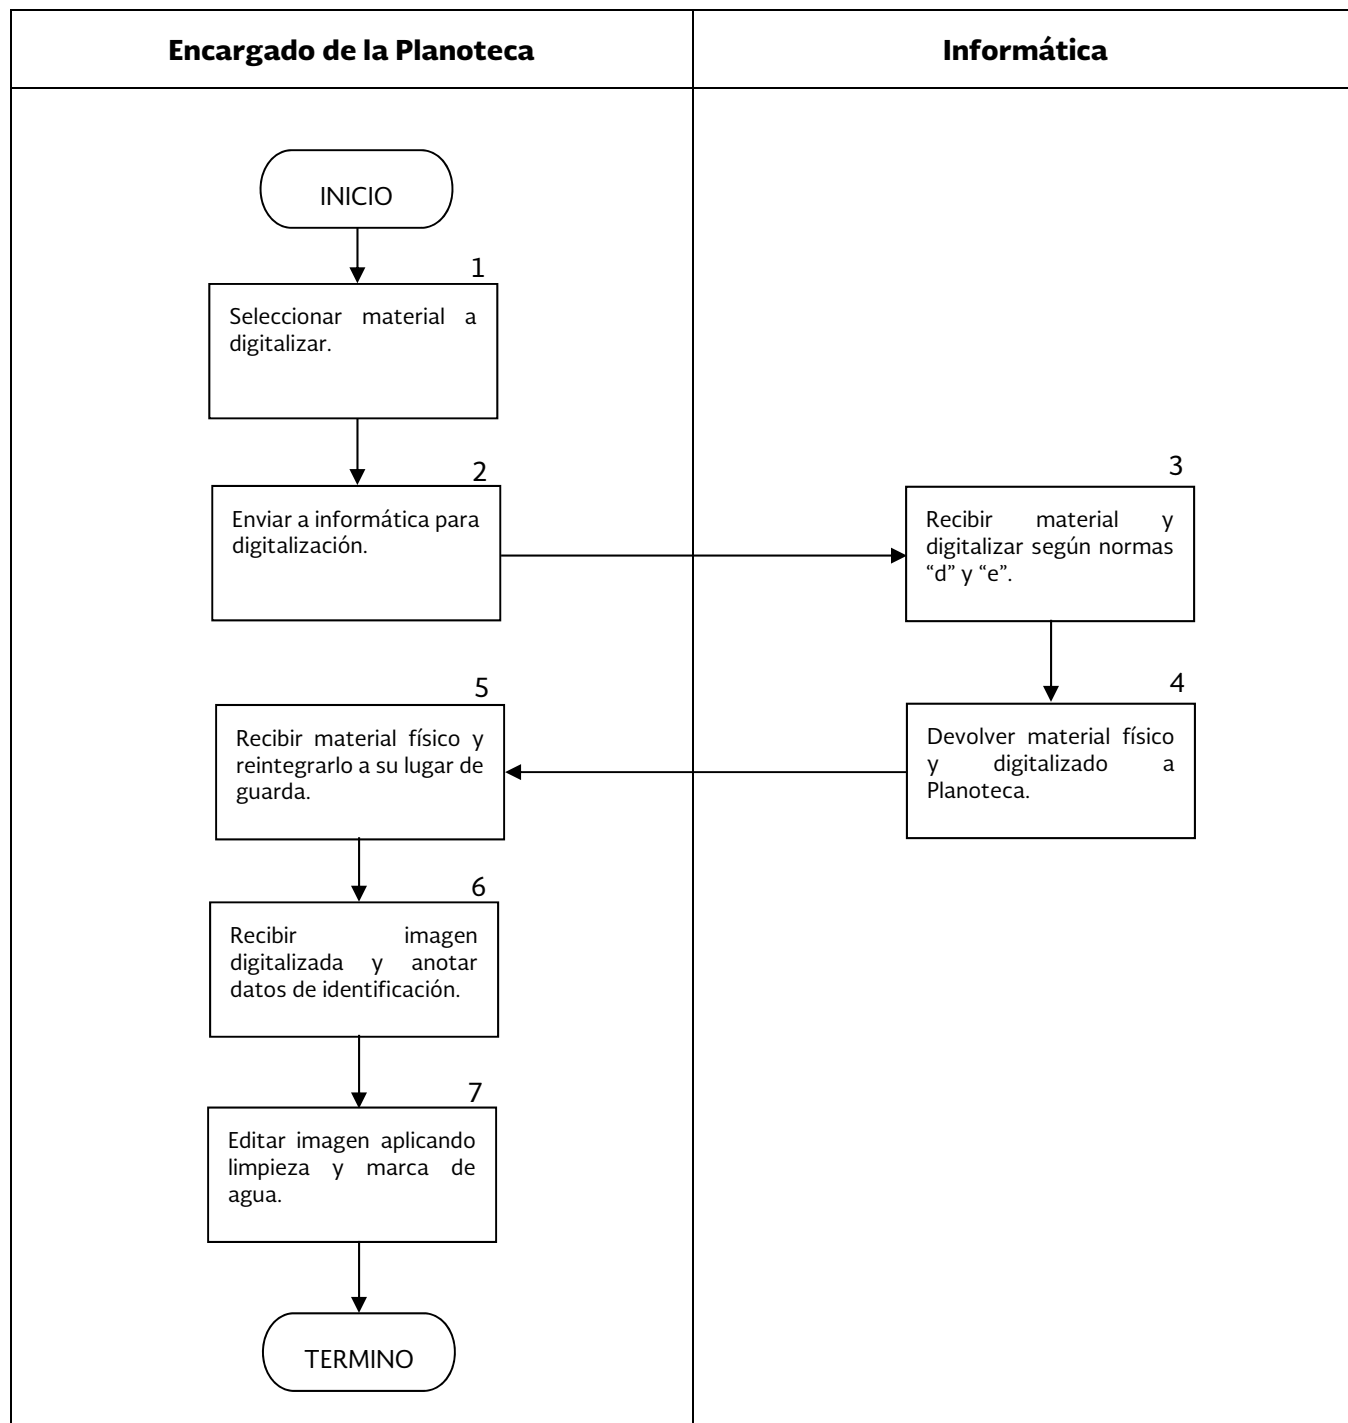 Encargado de la Planoteca
Informática
INICIO
1
Seleccionar material a
digitalizar.
2
Enviar a informática para
digitalización.
3
Recibir material y
digitalizar según normas
“d” y “e”.
4
Devolver material físico
y digitalizado a
Planoteca.
5
Recibir material físico y
reintegrarlo a su lugar de
guarda.
6
Recibir imagen
digitalizada y anotar
datos de identificación.
7
Editar imagen aplicando
limpieza y marca de
agua.
TERMINO